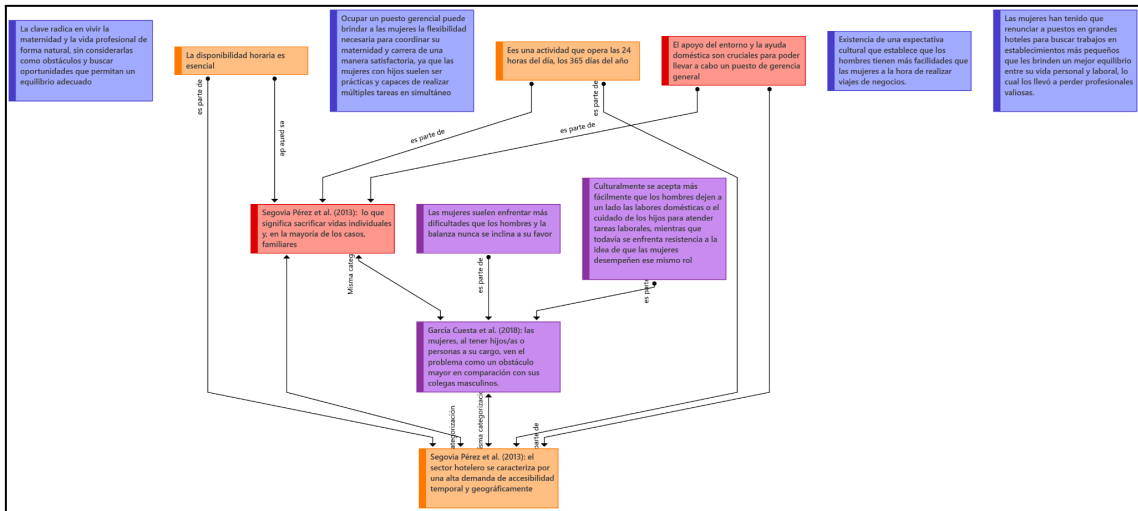 La clave radica en vivir la
maternidad y la vida profesional de
forma natural, sin considerarlas
como obstáculos y buscar
oportunidades que permitan un
equilibrio adecuado
La disponibilidad horaria es
esencial
Ocupar un puesto gerencial puede
brindar a las mujeres la flexibilidad
necesaria para coordinar su
maternidad y carrera de una
manera satisfactoria, ya que las
mujeres con hijos suelen ser
prácticas y capaces de realizar
múltiples tareas en simultáneo
Ees una actividad que opera las 24
horas del día, los 365 días del año
El apoyo del entorno y la ayuda
doméstica son cruciales para poder
llevar a cabo un puesto de gerencia
general
Existencia de una expectativa
cultural que establece que los
hombres tienen más facilidades que
las mujeres a la hora de realizar
viajes de negocios.
Las mujeres han tenido que
renunciar a puestos en grandes
hoteles para buscar trabajos en
establecimientos más pequeños
que les brinden un mejor equilibrio
entre su vida personal y laboral, lo
cual los llevó a perder profesionales
valiosas.
es parte de
es parte de
es parte de
es parte de
es parte de
Segovia Pérez et al. (2013): lo que
significa sacrificar vidas individuales
y, en la mayoría de los casos,
familiares
Las mujeres suelen enfrentar más
dificultades que los hombres y la
balanza nunca se inclina a su favor
Culturalmente se acepta más
fácilmente que los hombres dejen a
un lado las labores domésticas o el
cuidado de los hijos para atender
tareas laborales, mientras que
todavía se enfrenta resistencia a la
idea de que las mujeres
desempeñen ese mismo rol
Misma categ
es parte de
es parte
García Cuesta et al. (2018): las
mujeres, al tener hijos/as o
personas a su cargo, ven el
problema como un obstáculo
mayor en comparación con sus
colegas masculinos.
ategorización
misma categorizació
parte de
Segovia Pérez et al. (2013): el
sector hotelero se caracteriza por
una alta demanda de accesibilidad
temporal y geográficamente